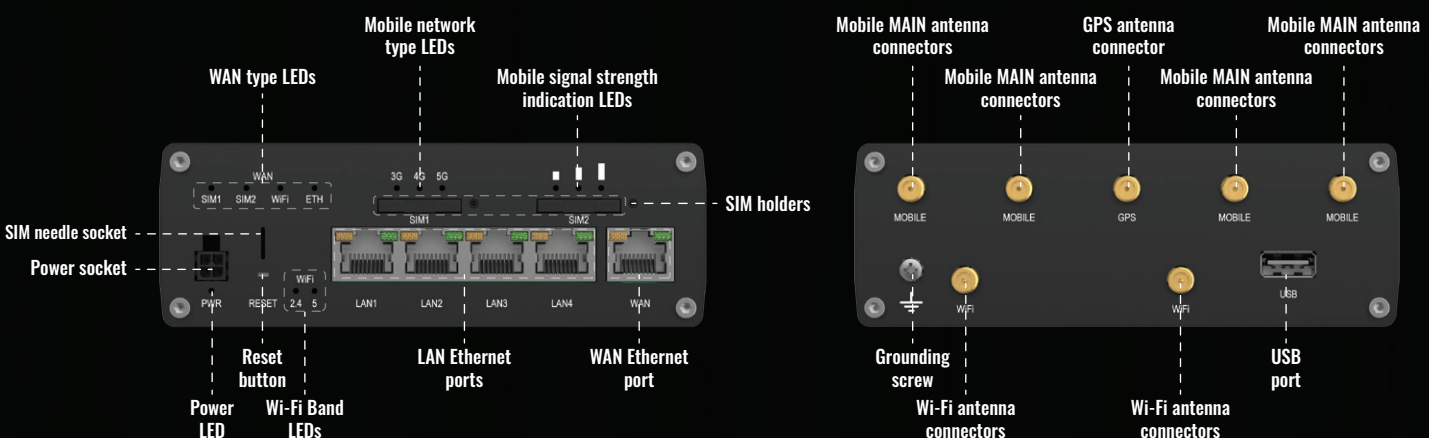 Mobile network
type LEDs
WAN type LEDs
Mobile signal strength
indication LEDs
WAN
SIM1 SIM2 WiFi ETH
3G 4G 5G
SIM1
SIM2
SIM holders
SIM needle socket
Power socket
PWR
RESET
WiFi
2.4 5
LAN1 LAN2 LAN3 LAN4 WAN
Reset
button
LAN Ethernet
ports
WAN Ethernet
port
Power
LED
Wi-Fi Band
LEDs
Mobile MAIN antenna
connectors
GPS antenna
connector
Mobile MAIN antenna
connectors
Mobile MAIN antenna
connectors
Mobile MAIN antenna
connectors
MOBILE MOBILE GPS MOBILE MOBILE
WiFi
WiFi
USB
Grounding
screw
USB
port
Wi-Fi antenna
connectors
Wi-Fi antenna
connectors